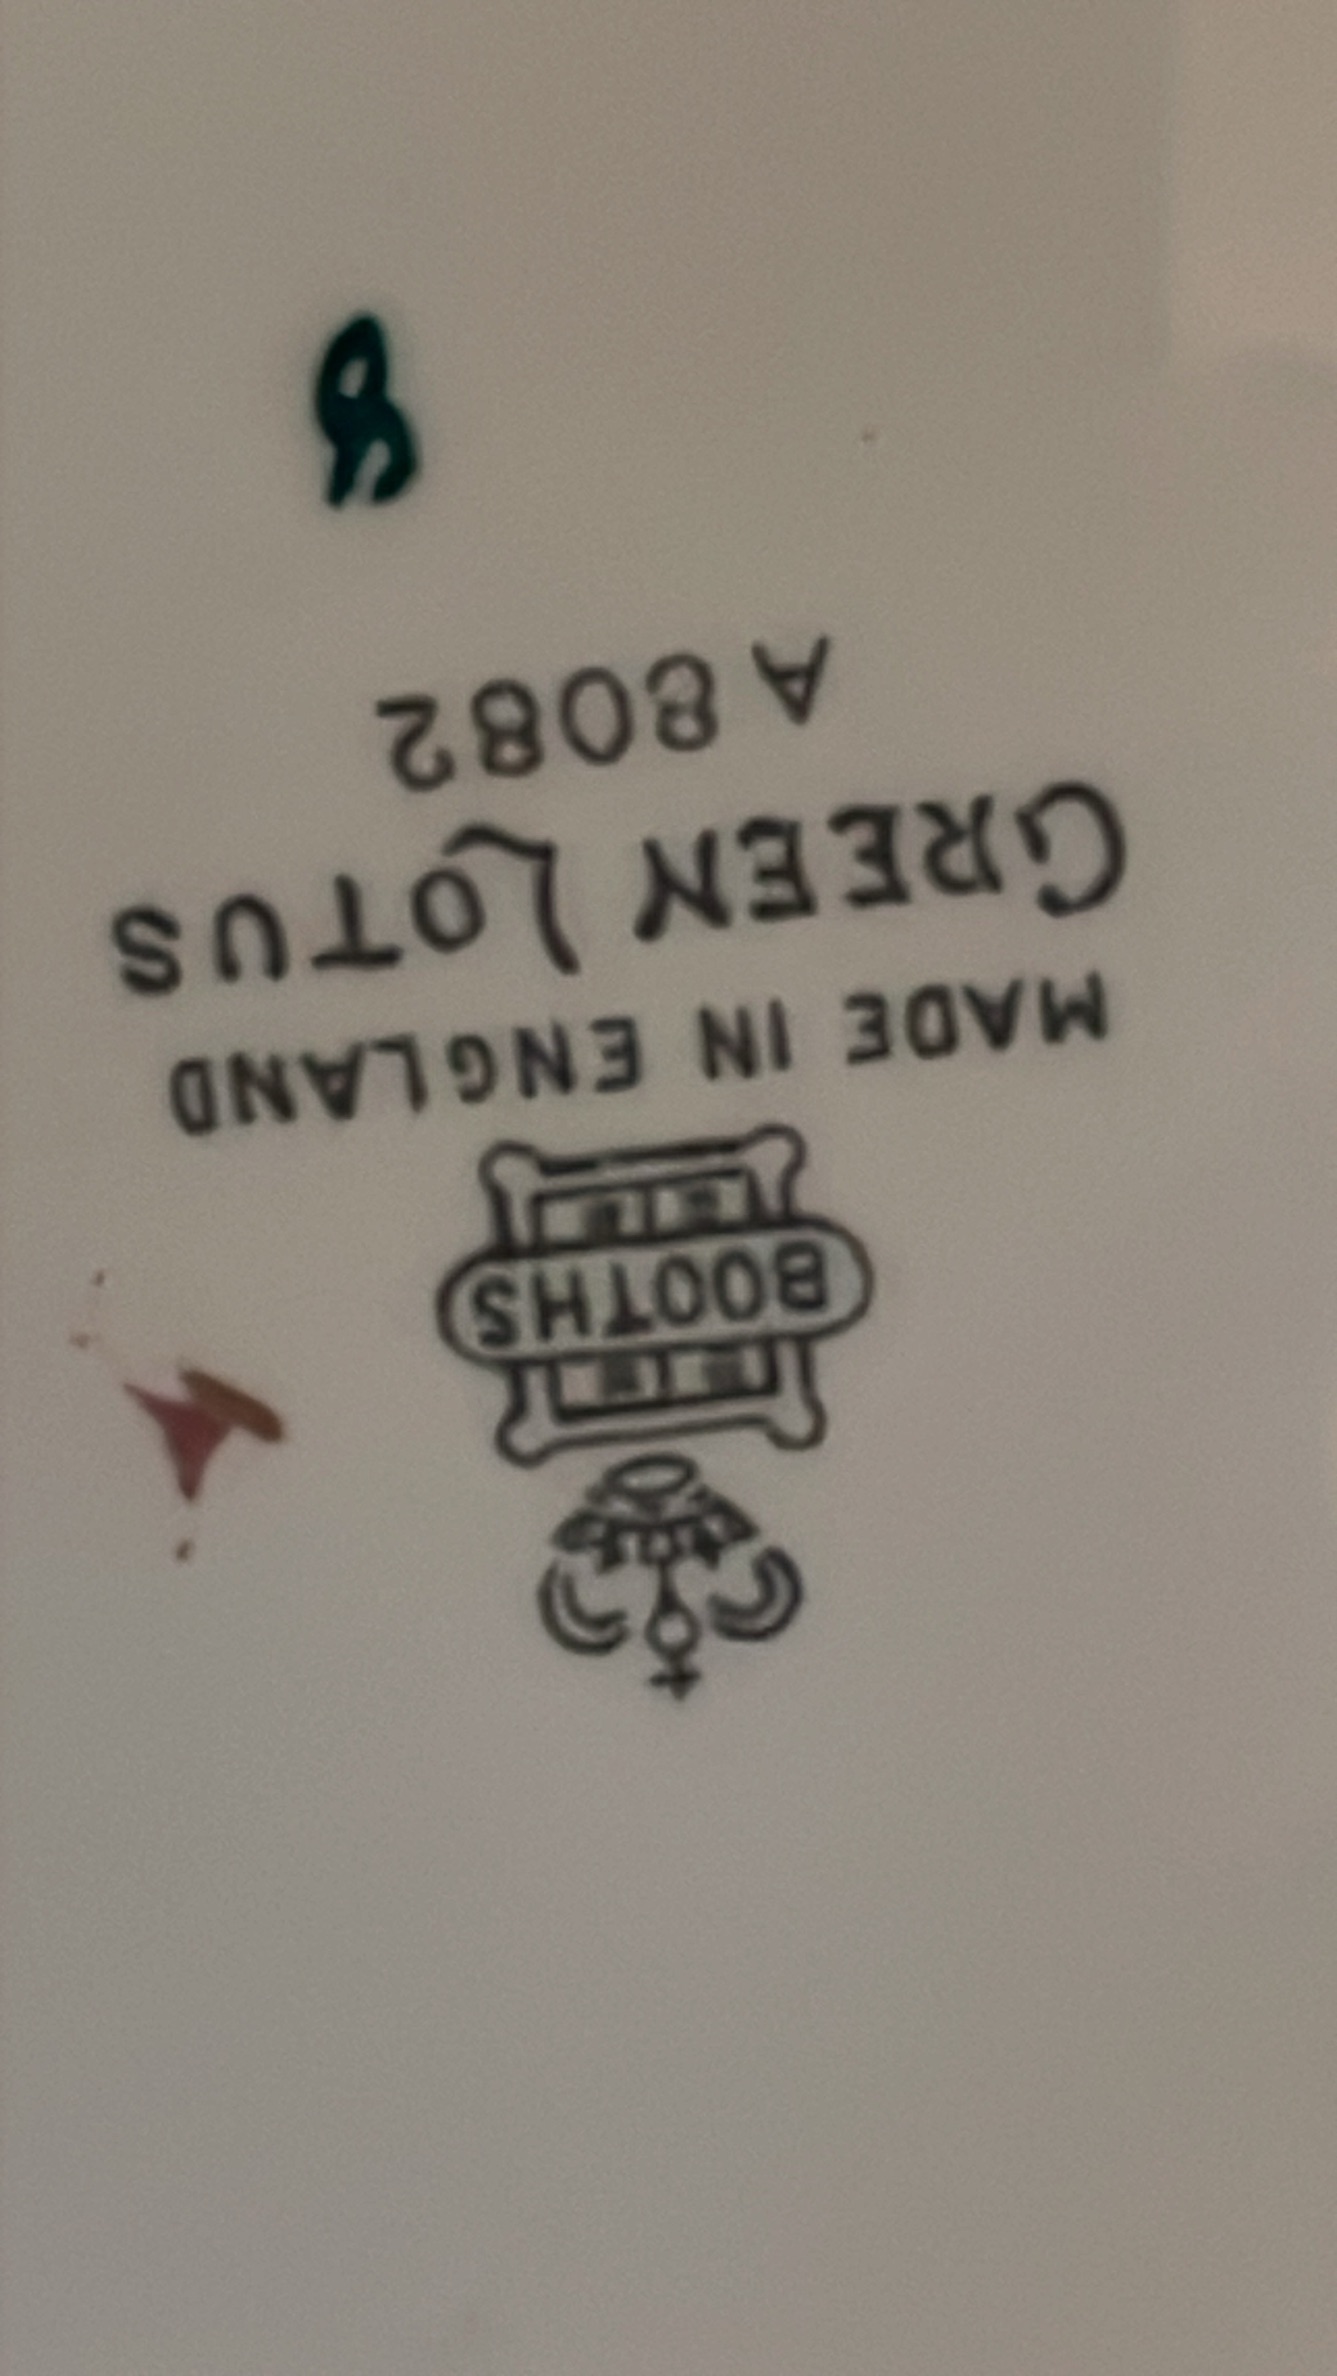 BOOTHS
MADE IN ENGLAND
GREEN LOTUS
A 8082